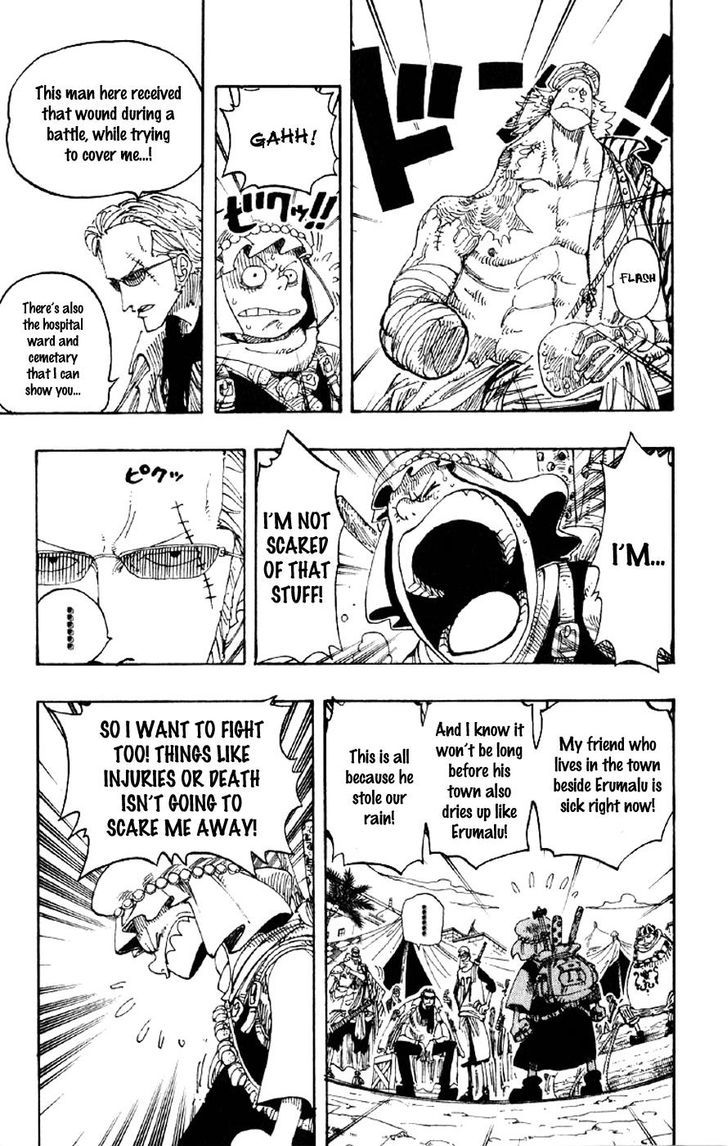 ドーン!!
FLASH
GAHH!
ビクッ!!
This man here received
that wound during a
battle, while trying
to cover me...!
There's also
the hospital
ward and
cemetary
that I can
show you...
I'M...
I'M NOT
SCARED
OF THAT
STUFF!
ピクッ
My friend who
lives in the town
beside Erumalu is
sick right now!
And I know it
won't be long
before his
town also
dries up like
Erumalu!
This is all
because he
stole our
rain!
SO I WANT TO FIGHT
TOO! THINGS LIKE
INJURIES OR DEATH
ISN'T GOING TO
SCARE ME AWAY!